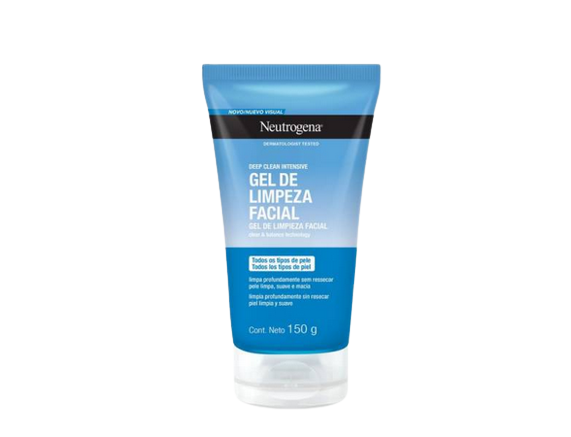 NOVO/NUEVO VISUAL
Neutrogena®
DERMATOLOGIST TESTED
DEEP CLEAN INTENSIVE
GEL DE
LIMPEZA
FACIAL
GEL DE LIMPIEZA FACIAL
clean & balance technology
Todos os tipos de pele
Todos los tipos de piel
limpa profundamente sem ressecar
pele limpa, suave e macia
limpia profundamente sin resecar
piel limpia y suave
Cont. Neto 150 g